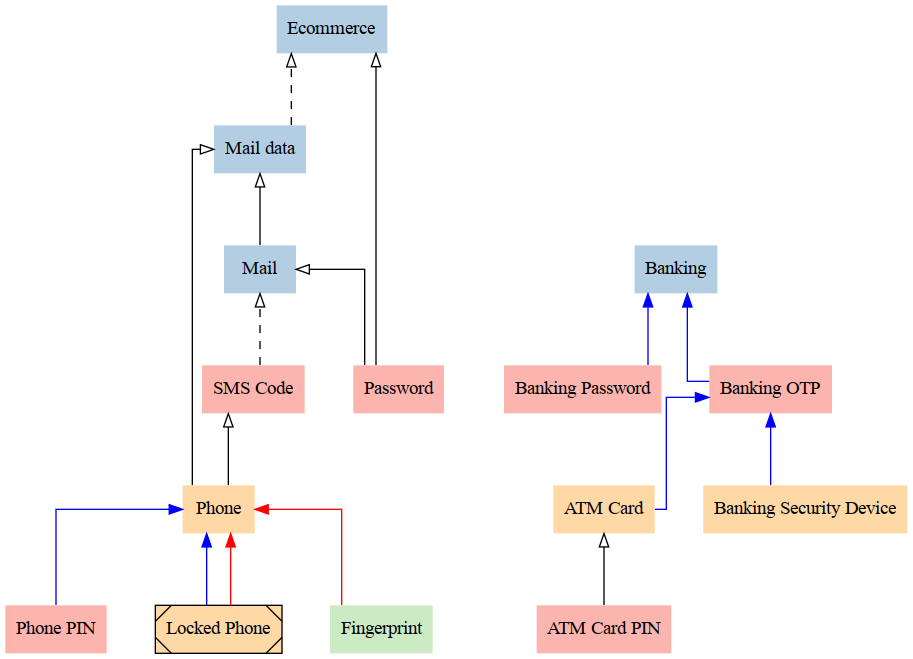 Ecommerce
Mail data
Mail
Banking
SMS Code
Password
Banking Password
Banking OTP
Phone
ATM Card
Banking Security Device
Phone PIN
Locked Phone
Fingerprint
ATM Card PIN